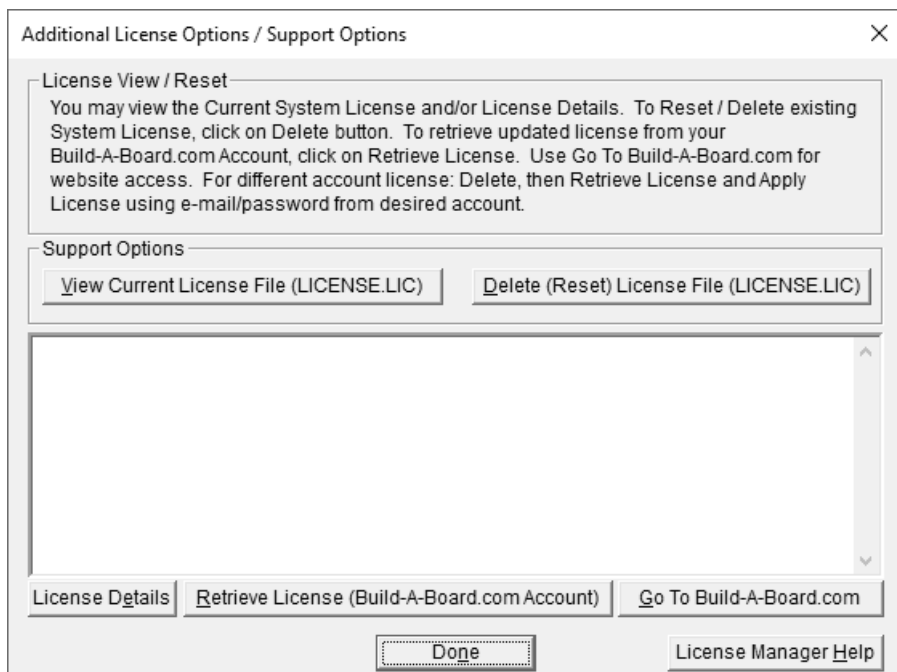 Additional License Options / Support Options
License View / Reset
You may view the Current System License and/or License Details. To Reset / Delete existing
System License, click on Delete button. To retrieve updated license from your
Build-A-Board.com Account, click on Retrieve License. Use Go To Build-A-Board.com for
website access. For different account license: Delete, then Retrieve License and Apply
License using e-mail/password from desired account.
Support Options
View Current License File (LICENSE.LIC) Delete (Reset) License File (LICENSE.LIC)
License Details Retrieve License (Build-A-Board.com Account) Go To Build-A-Board.com
Done License Manager Help